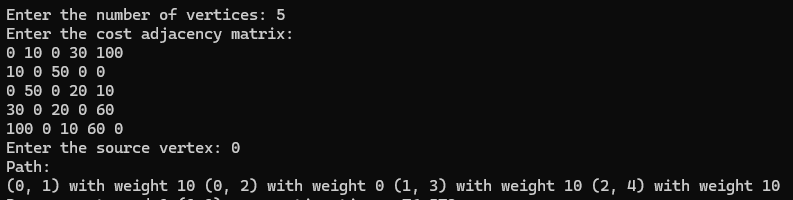 Enter the number of vertices: 5
Enter the cost adjacency matrix:
0 10 0 30 100
10 0 50 0 0
0 50 0 20 10
30 0 20 0 60
100 0 10 60 0
Enter the source vertex: 0
Path:
(0, 1) with weight 10 (0, 2) with weight 0 (1, 3) with weight 10 (2, 4) with weight 10